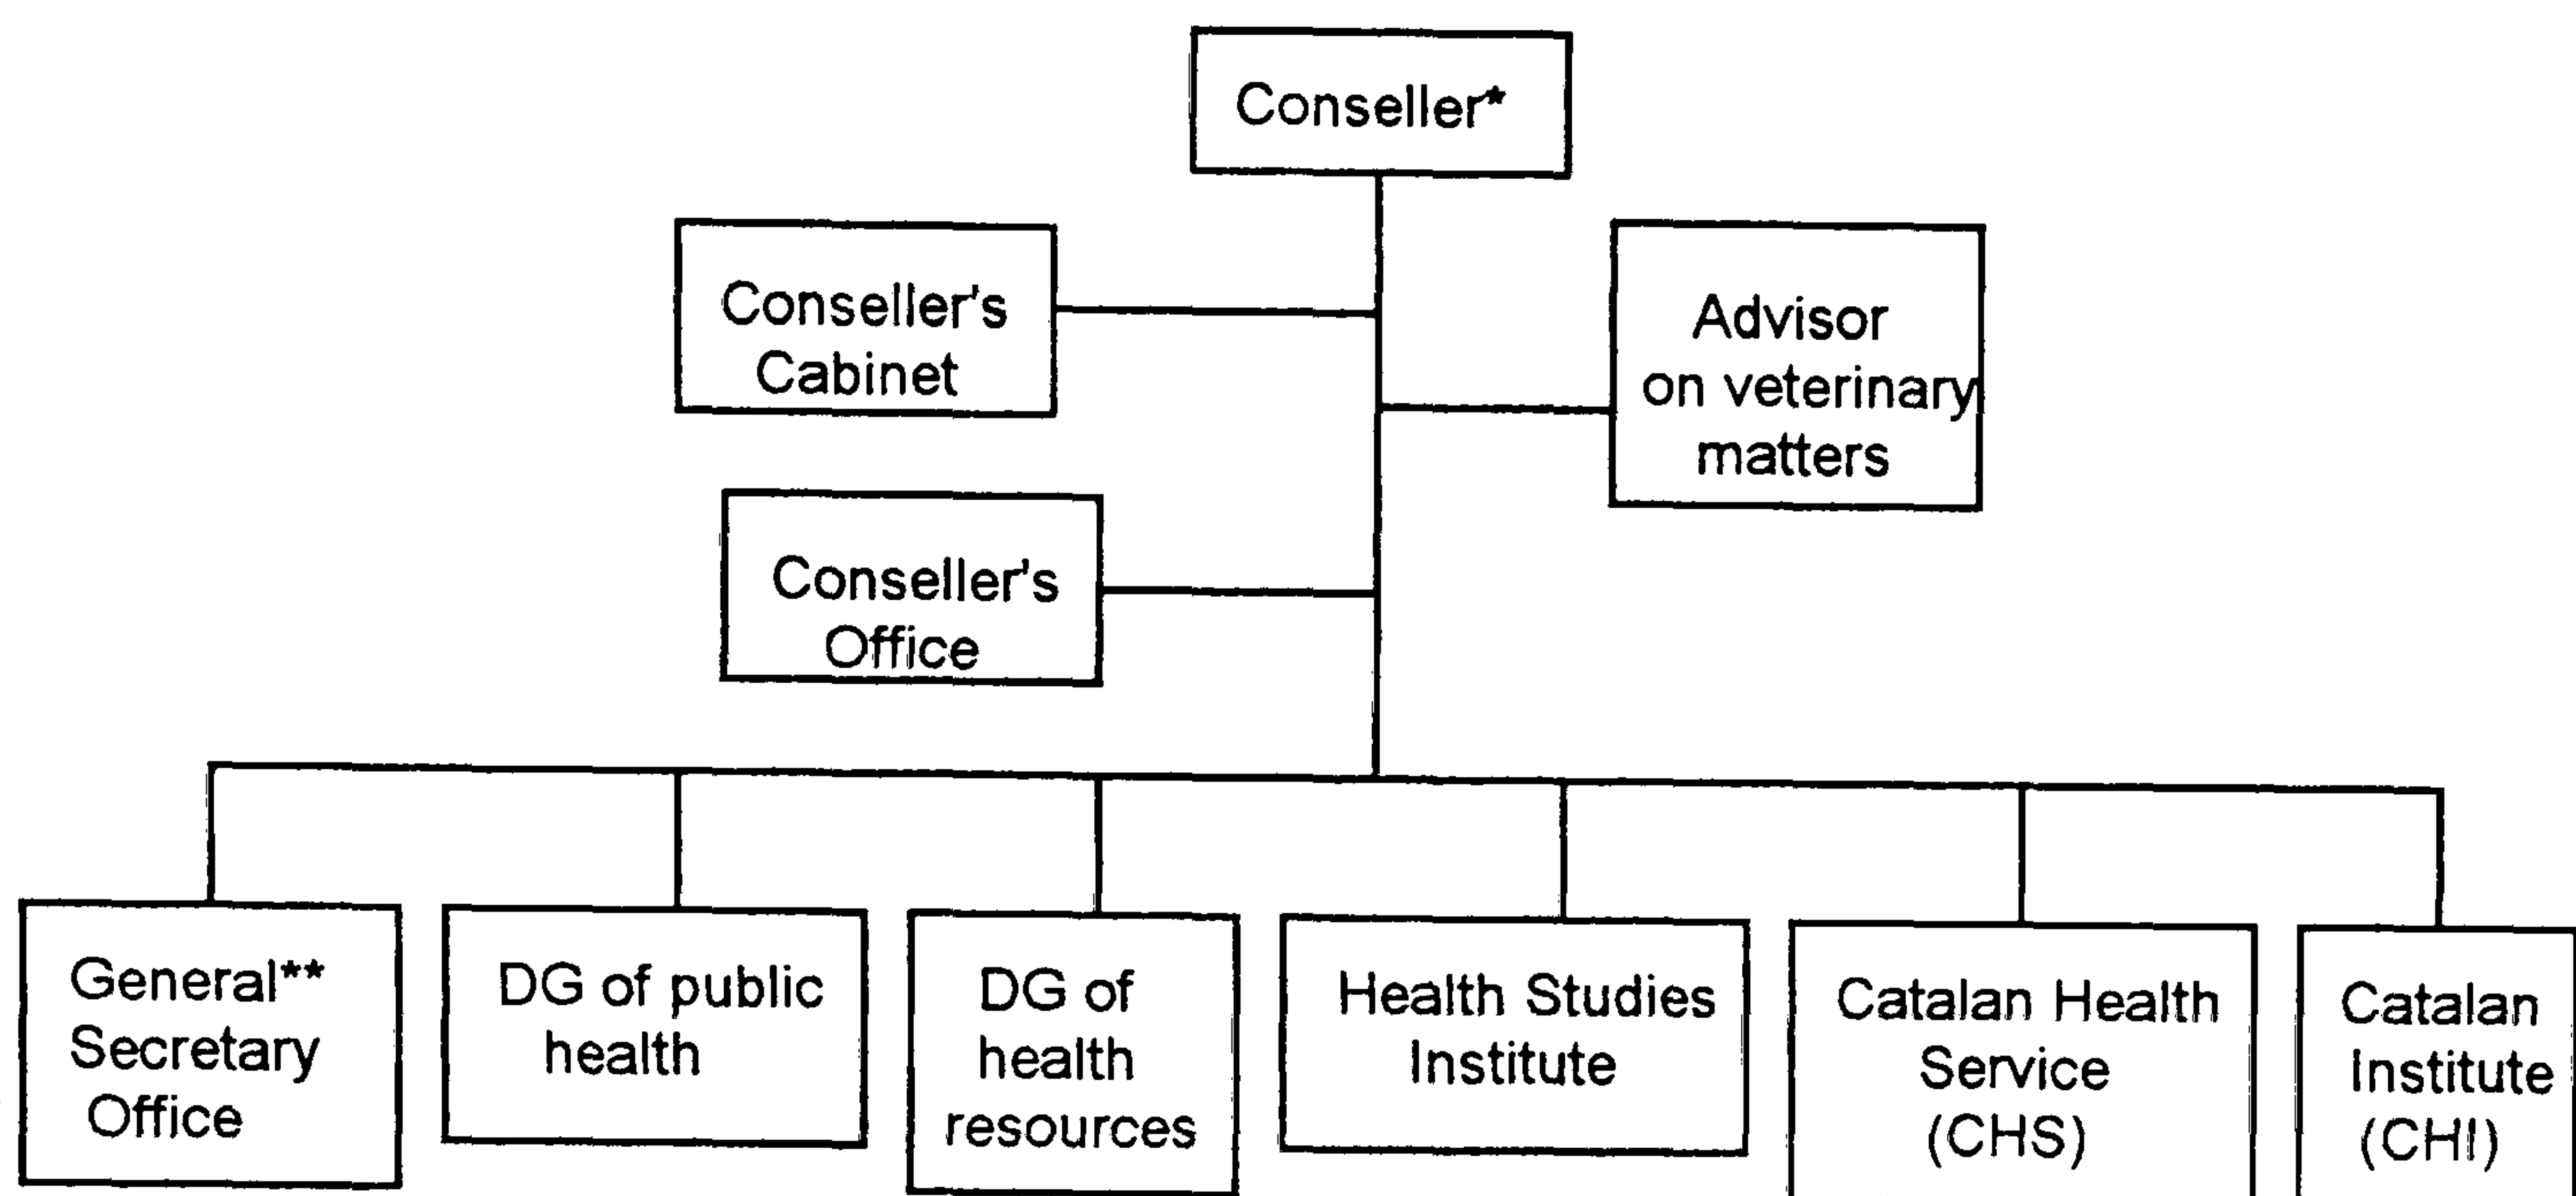 Conseller*
Conseller's
Cabinet
Advisor
on veterinary
matters
Conseller's
Office
General**
Secretary
Office
DG of public
health
DG of
health
resources
Health Studies
Institute
Catalan Health
Service
(CHS)
Catalan
Institute
(CHI)